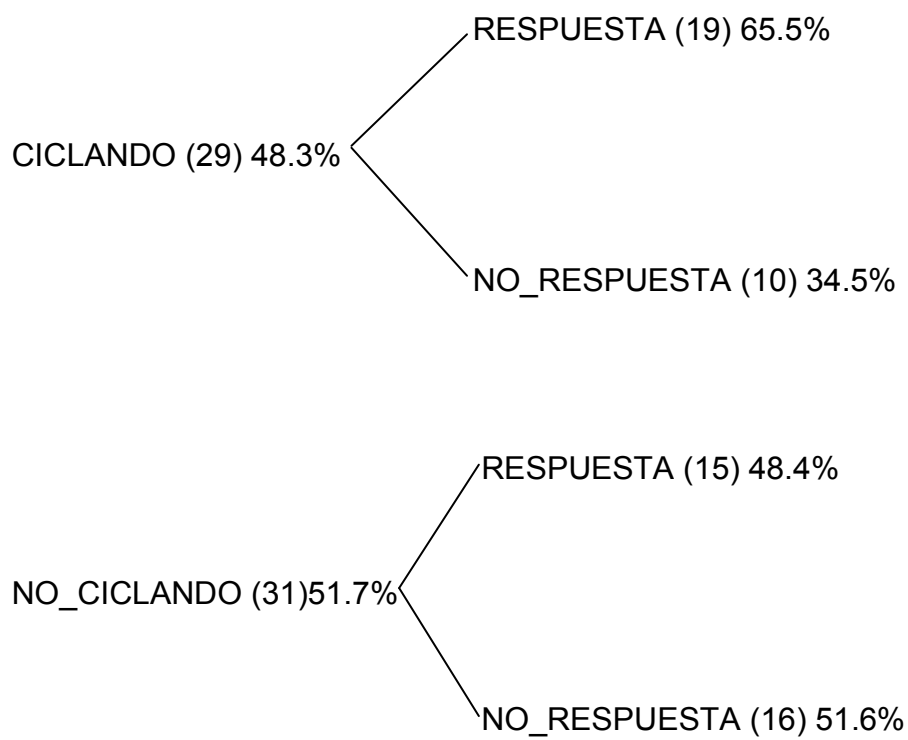 RESPUESTA (19) 65.5%
CICLANDO (29) 48.3%
NO_RESPUESTA (10) 34.5%
RESPUESTA (15) 48.4%
NO_CICLANDO (31)51.7%
NO_RESPUESTA (16) 51.6%